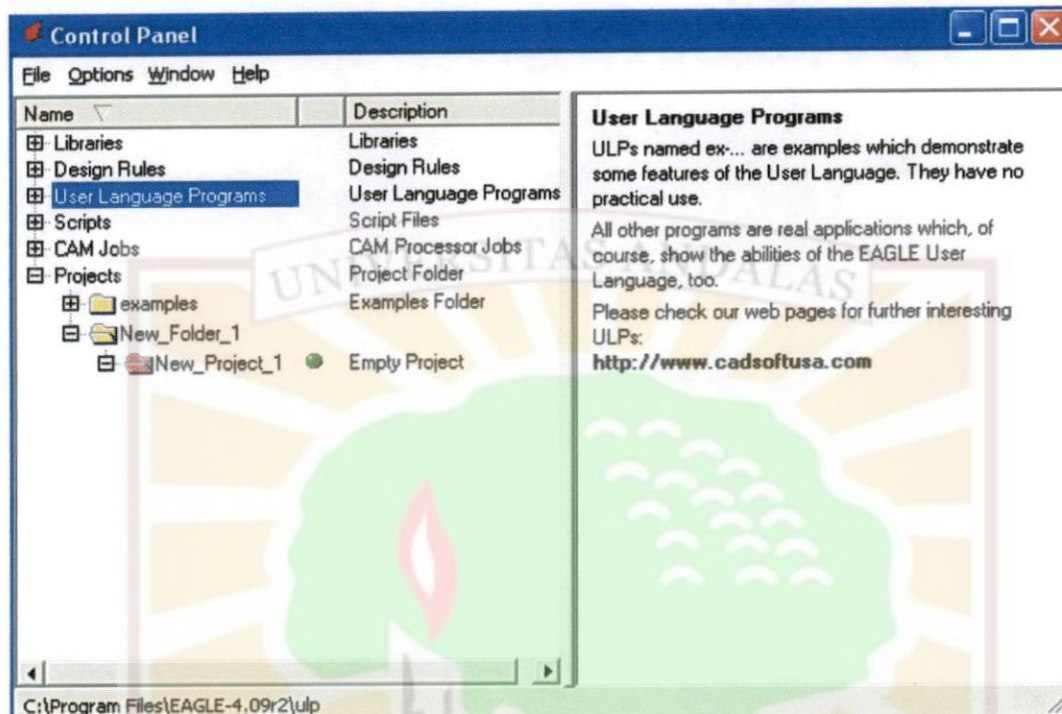 Control Panel
File Options Window Help
Name Description
Libraries Libraries
Design Rules Design Rules
User Language Programs User Language Programs
Scripts Script Files
CAM Jobs CAM Processor Jobs
Projects Project Folder
examples Examples Folder
New_Folder_1
New_Project_1 Empty Project
User Language Programs
ULPs named ex-... are examples which demonstrate
some features of the User Language. They have no
practical use.
All other programs are real applications which, of
course, show the abilities of the EAGLE User
Language, too.
Please check our web pages for further interesting
ULPs:
http://www.cadsoftusa.com
UNIVERSITAS ANDALAS
C:\Program Files\EAGLE-4.09r2\ulp